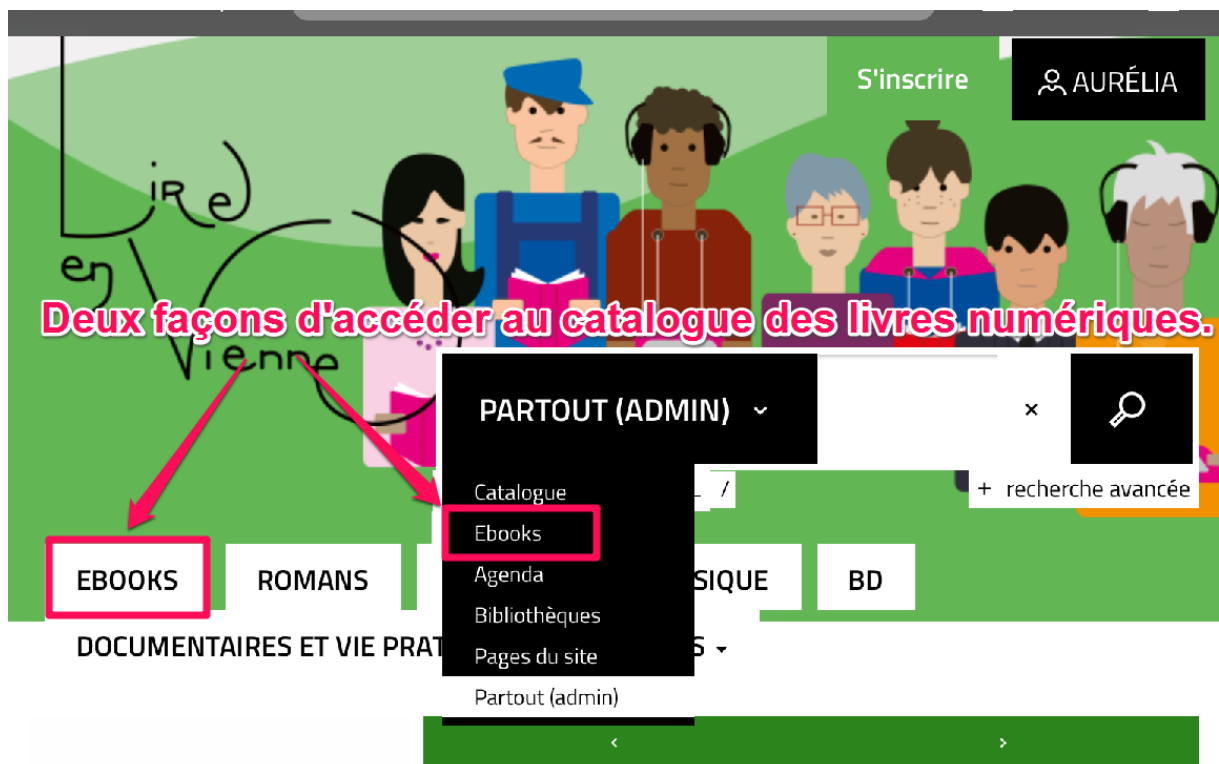 S'inscrire
AURÉLIA
Lire
en
Vienne
Deux façons d'accéder au catalogue des livres numériques.
PARTOUT (ADMIN)
×
Catalogue
Ebooks
Agenda
Bibliothèques
Pages du site
Partout (admin)
/
+ recherche avancée
EBOOKS
ROMANS
SIQUE
BD
DOCUMENTAIRES ET VIE PRAT
S
‹ ›